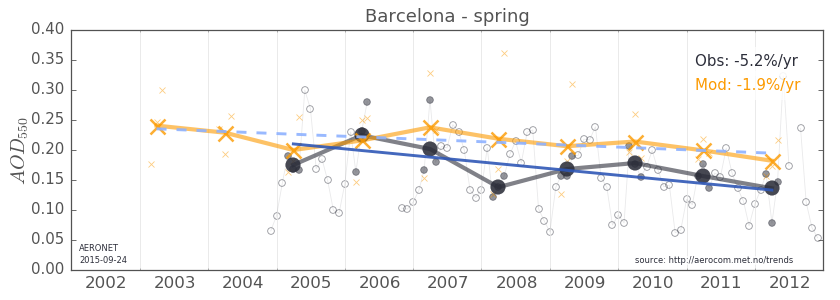 Barcelona - spring
0.40
0.35
0.30
0.25
0.20
0.15
0.10
0.05
0.00
AOD550
Obs: -5.2%/yr
Mod: -1.9%/yr
AERONET
2015-09-24
source: http://aerocom.met.no/trends
2002 2003 2004 2005 2006 2007 2008 2009 2010 2011 2012